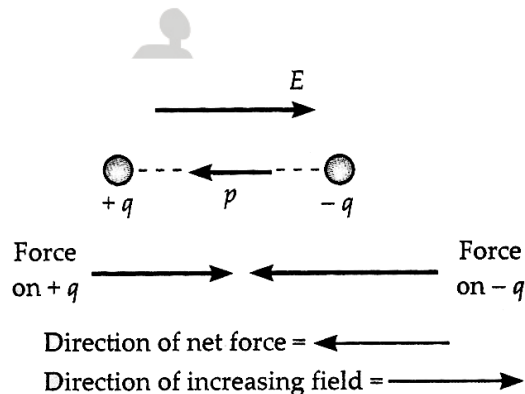 E
+ q p – q
Force Force
on + q on – q
Direction of net force =
Direction of increasing field =